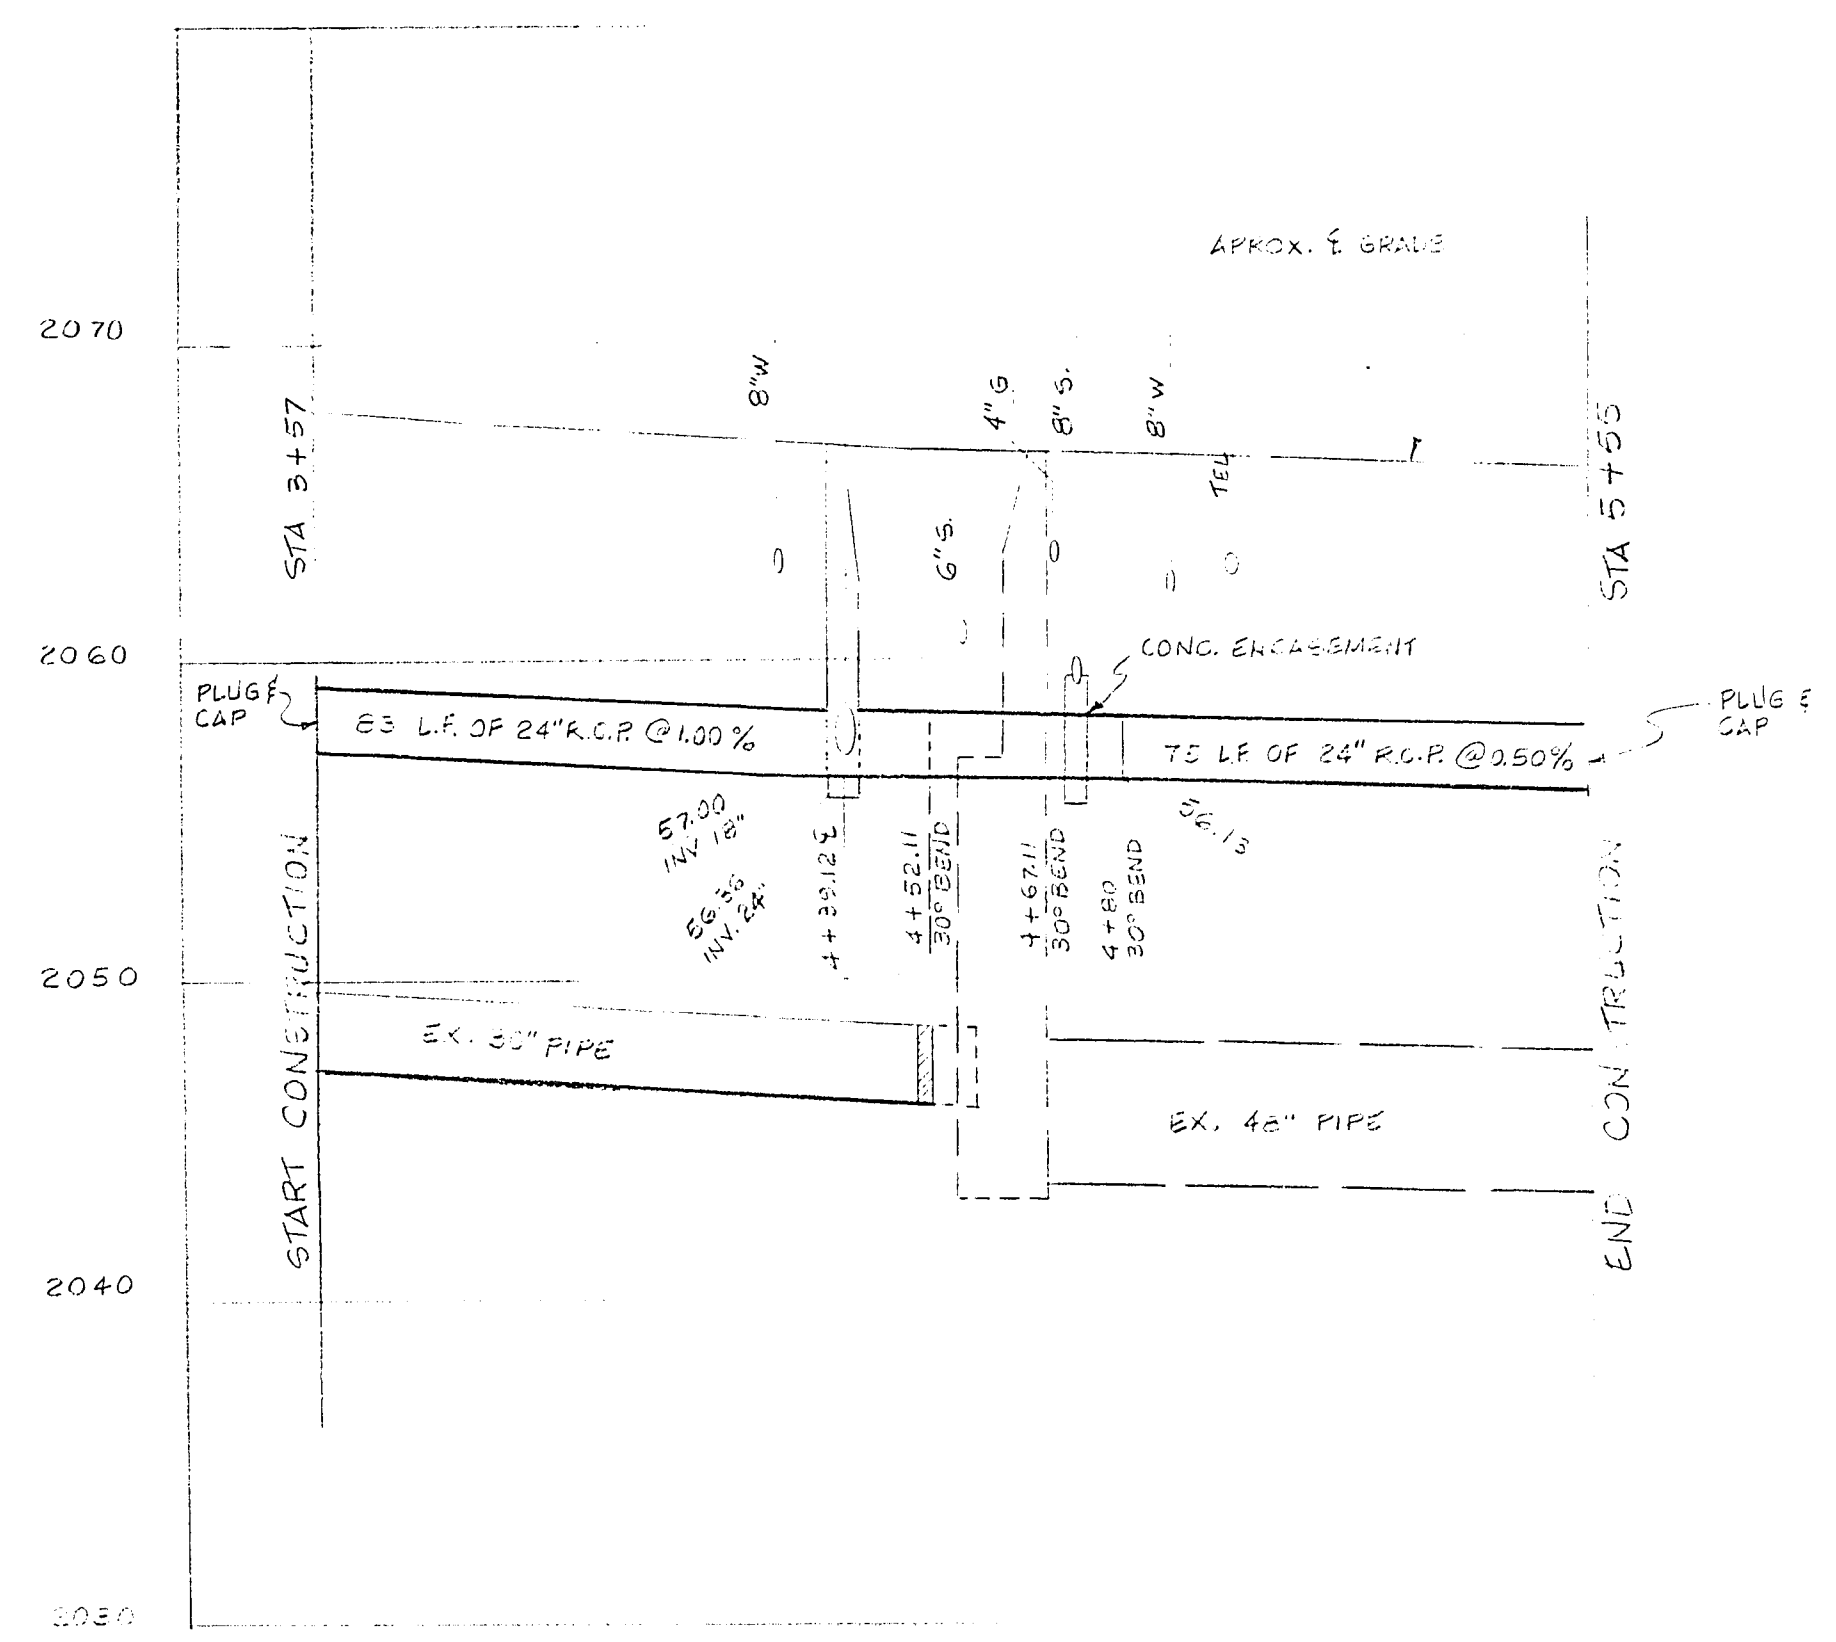 APROX. ℄ GRADE
2070
8"W
4" G
8" S.
8" W
TEL
6" S.
STA 3+57
STA 5+55
2060
CONC. ENCASEMENT
PLUG &
CAP
83 L.F. OF 24" R.C.P. @ 1.00 %
75 L.F. OF 24" R.C.P. @ 0.50%
PLUG &
CAP
57.00
INV. 18"
INV. 24"
4 + 39.12 ℄
4 + 52.11
30° BEND
4 + 67.11
30° BEND
4 + 80
30° BEND
56.13
2050
START CONSTRUCTION
END CONSTRUCTION
EX. 30" PIPE
EX. 48" PIPE
2040
2030